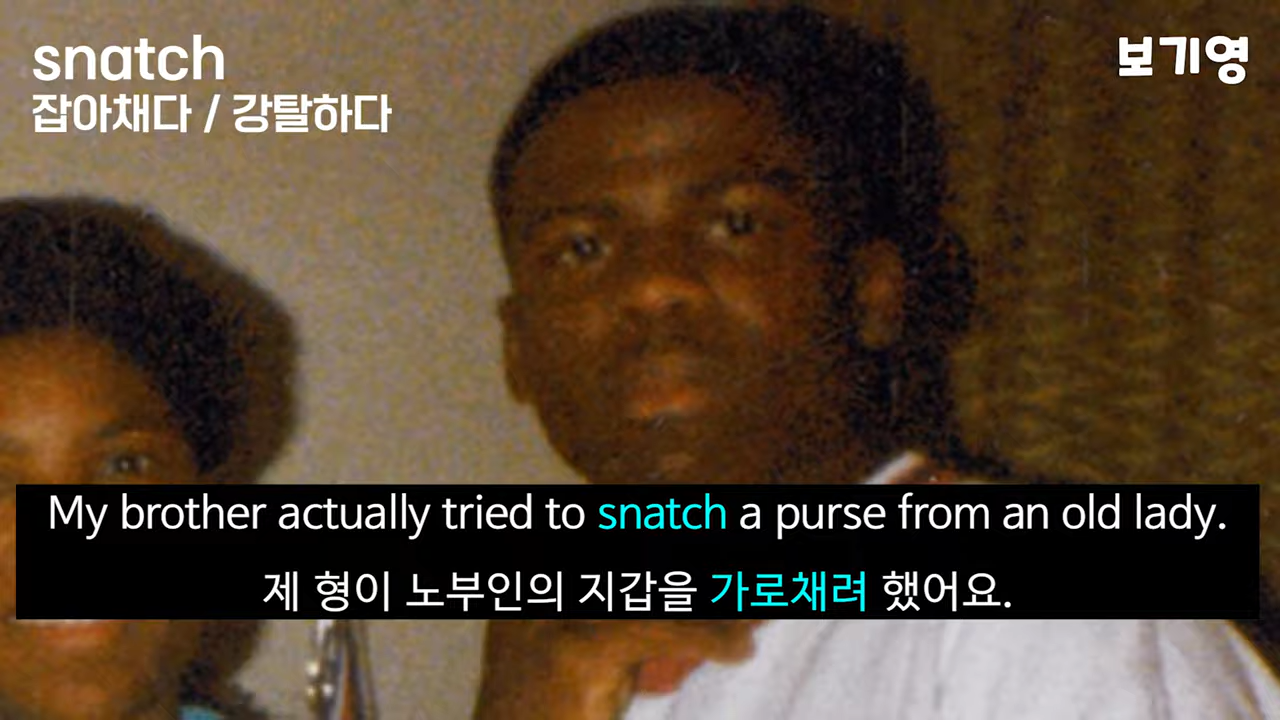 snatch
잡아채다 / 강탈하다
보기영
My brother actually tried to snatch a purse from an old lady.
제 형이 노부인의 지갑을 가로채려 했어요.